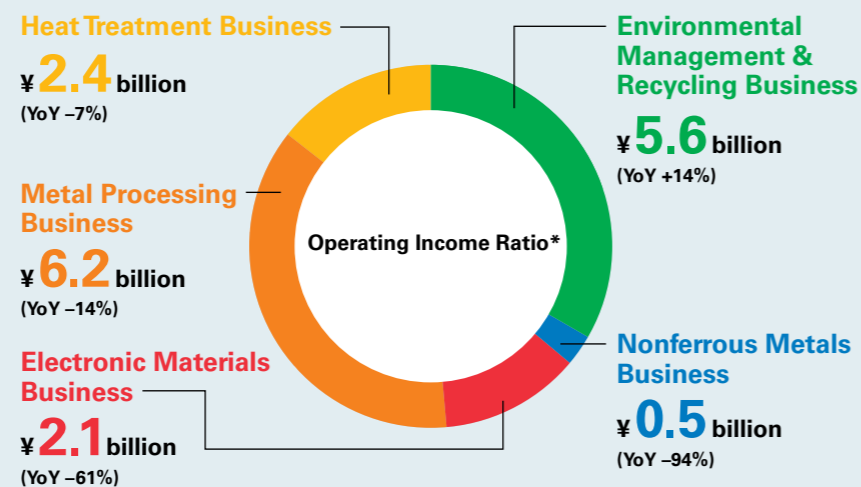 Heat Treatment Business
¥2.4 billion
(YoY –7%)
Metal Processing
Business
¥6.2 billion
(YoY –14%)
Electronic Materials
Business
¥2.1 billion
(YoY –61%)
Operating Income Ratio*
Environmental
Management &
Recycling Business
¥5.6 billion
(YoY +14%)
Nonferrous Metals
Business
¥0.5 billion
(YoY –94%)